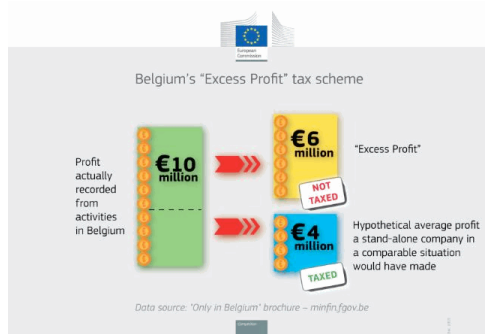 European
Commission
Belgium's "Excess Profit" tax scheme
Profit
actually
recorded
from
activities
in Belgium
€10
million
€6
million
NOT
TAXED
"Excess Profit"
€4
million
TAXED
Hypothetical average profit
a stand-alone company in
a comparable situation
would have made
Data source: "Only in Belgium" brochure – minfin.fgov.be